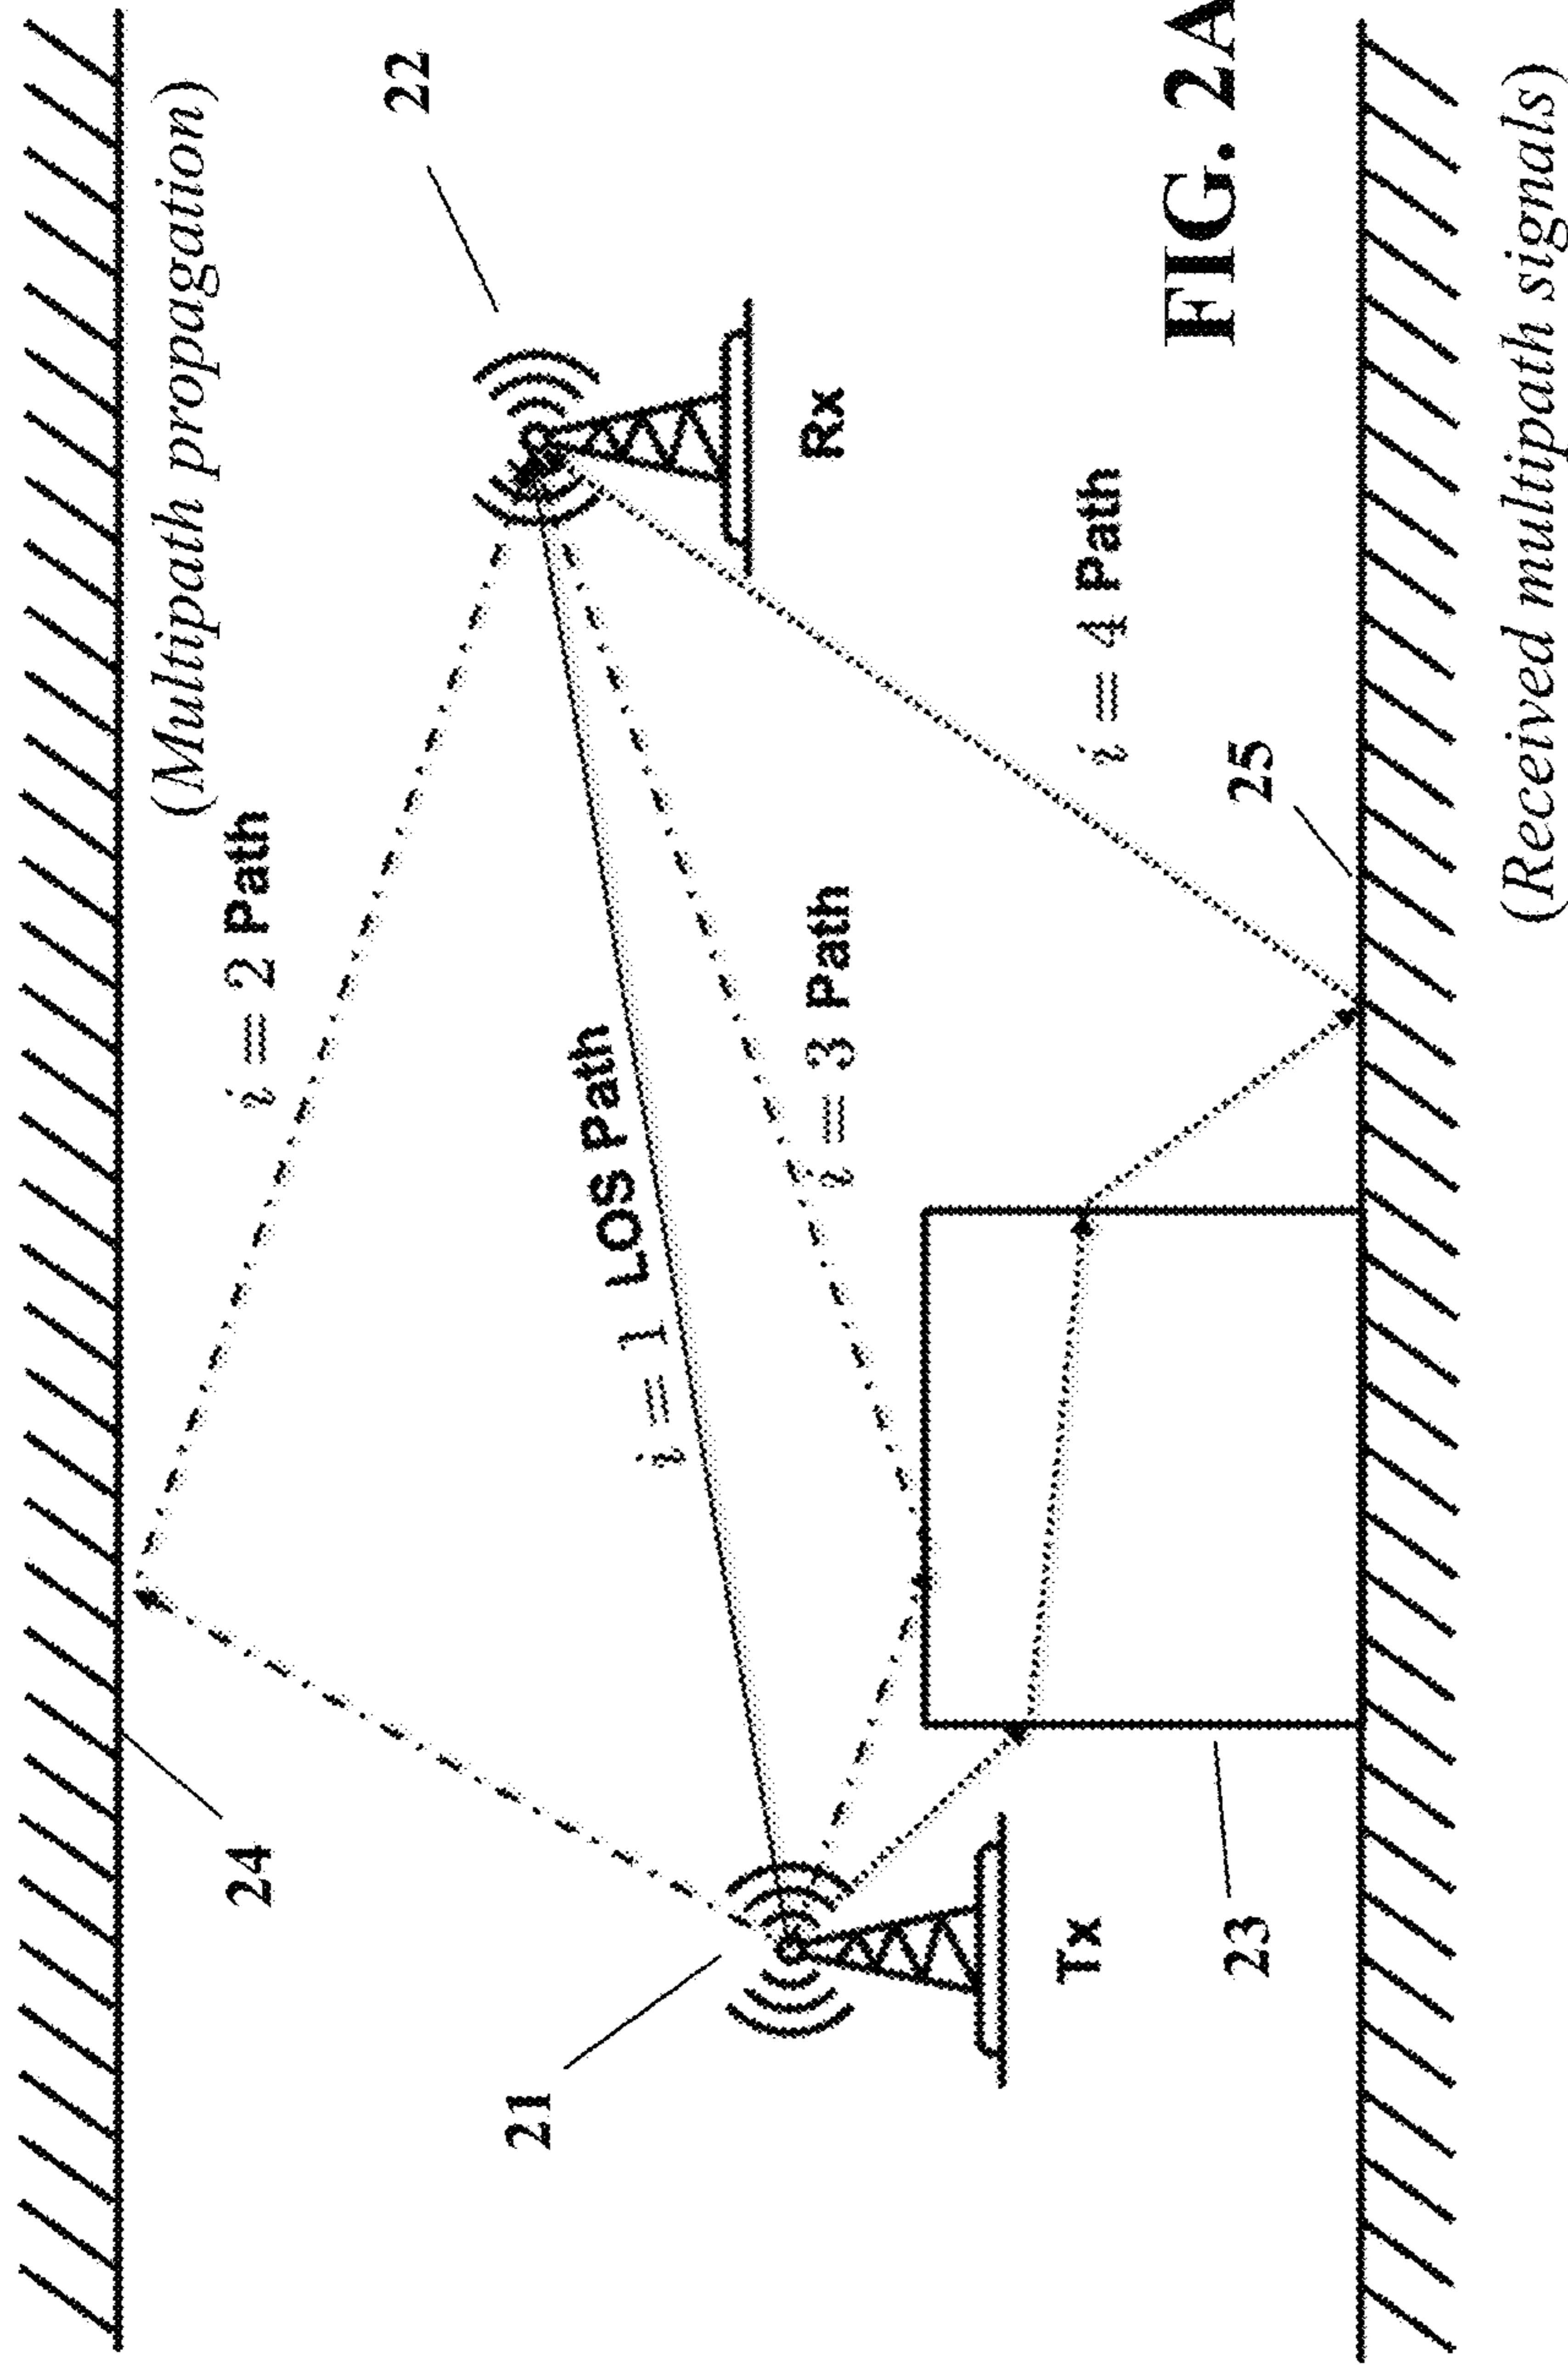 (Multipath propagation)
24
i = 2 Path
22
21
i = 1 LOS Path
Rx
i = 3 Path
Tx
i = 4 Path
23
25
FIG. 2A
(Received multipath signals)